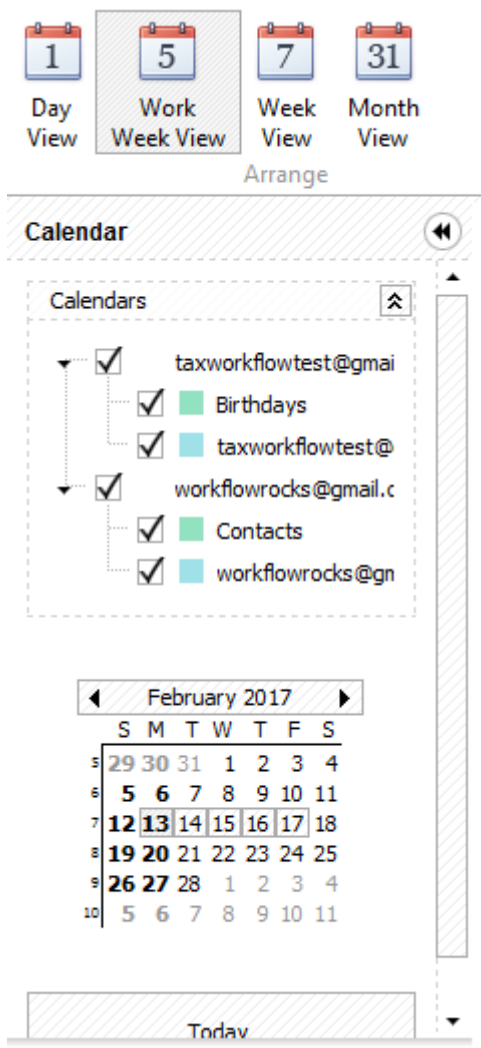 1 5 7 31
Day Work Week Month
View Week View View View
Arrange
Calendar
Calendars
taxworkflowtest@gmai
Birthdays
taxworkflowtest@
workflowrocks@gmail.c
Contacts
workflowrocks@gm
February 2017
S M T W T F S
5 29 30 31 1 2 3 4
6 5 6 7 8 9 10 11
7 12 13 14 15 16 17 18
8 19 20 21 22 23 24 25
9 26 27 28 1 2 3 4
10 5 6 7 8 9 10 11
Today